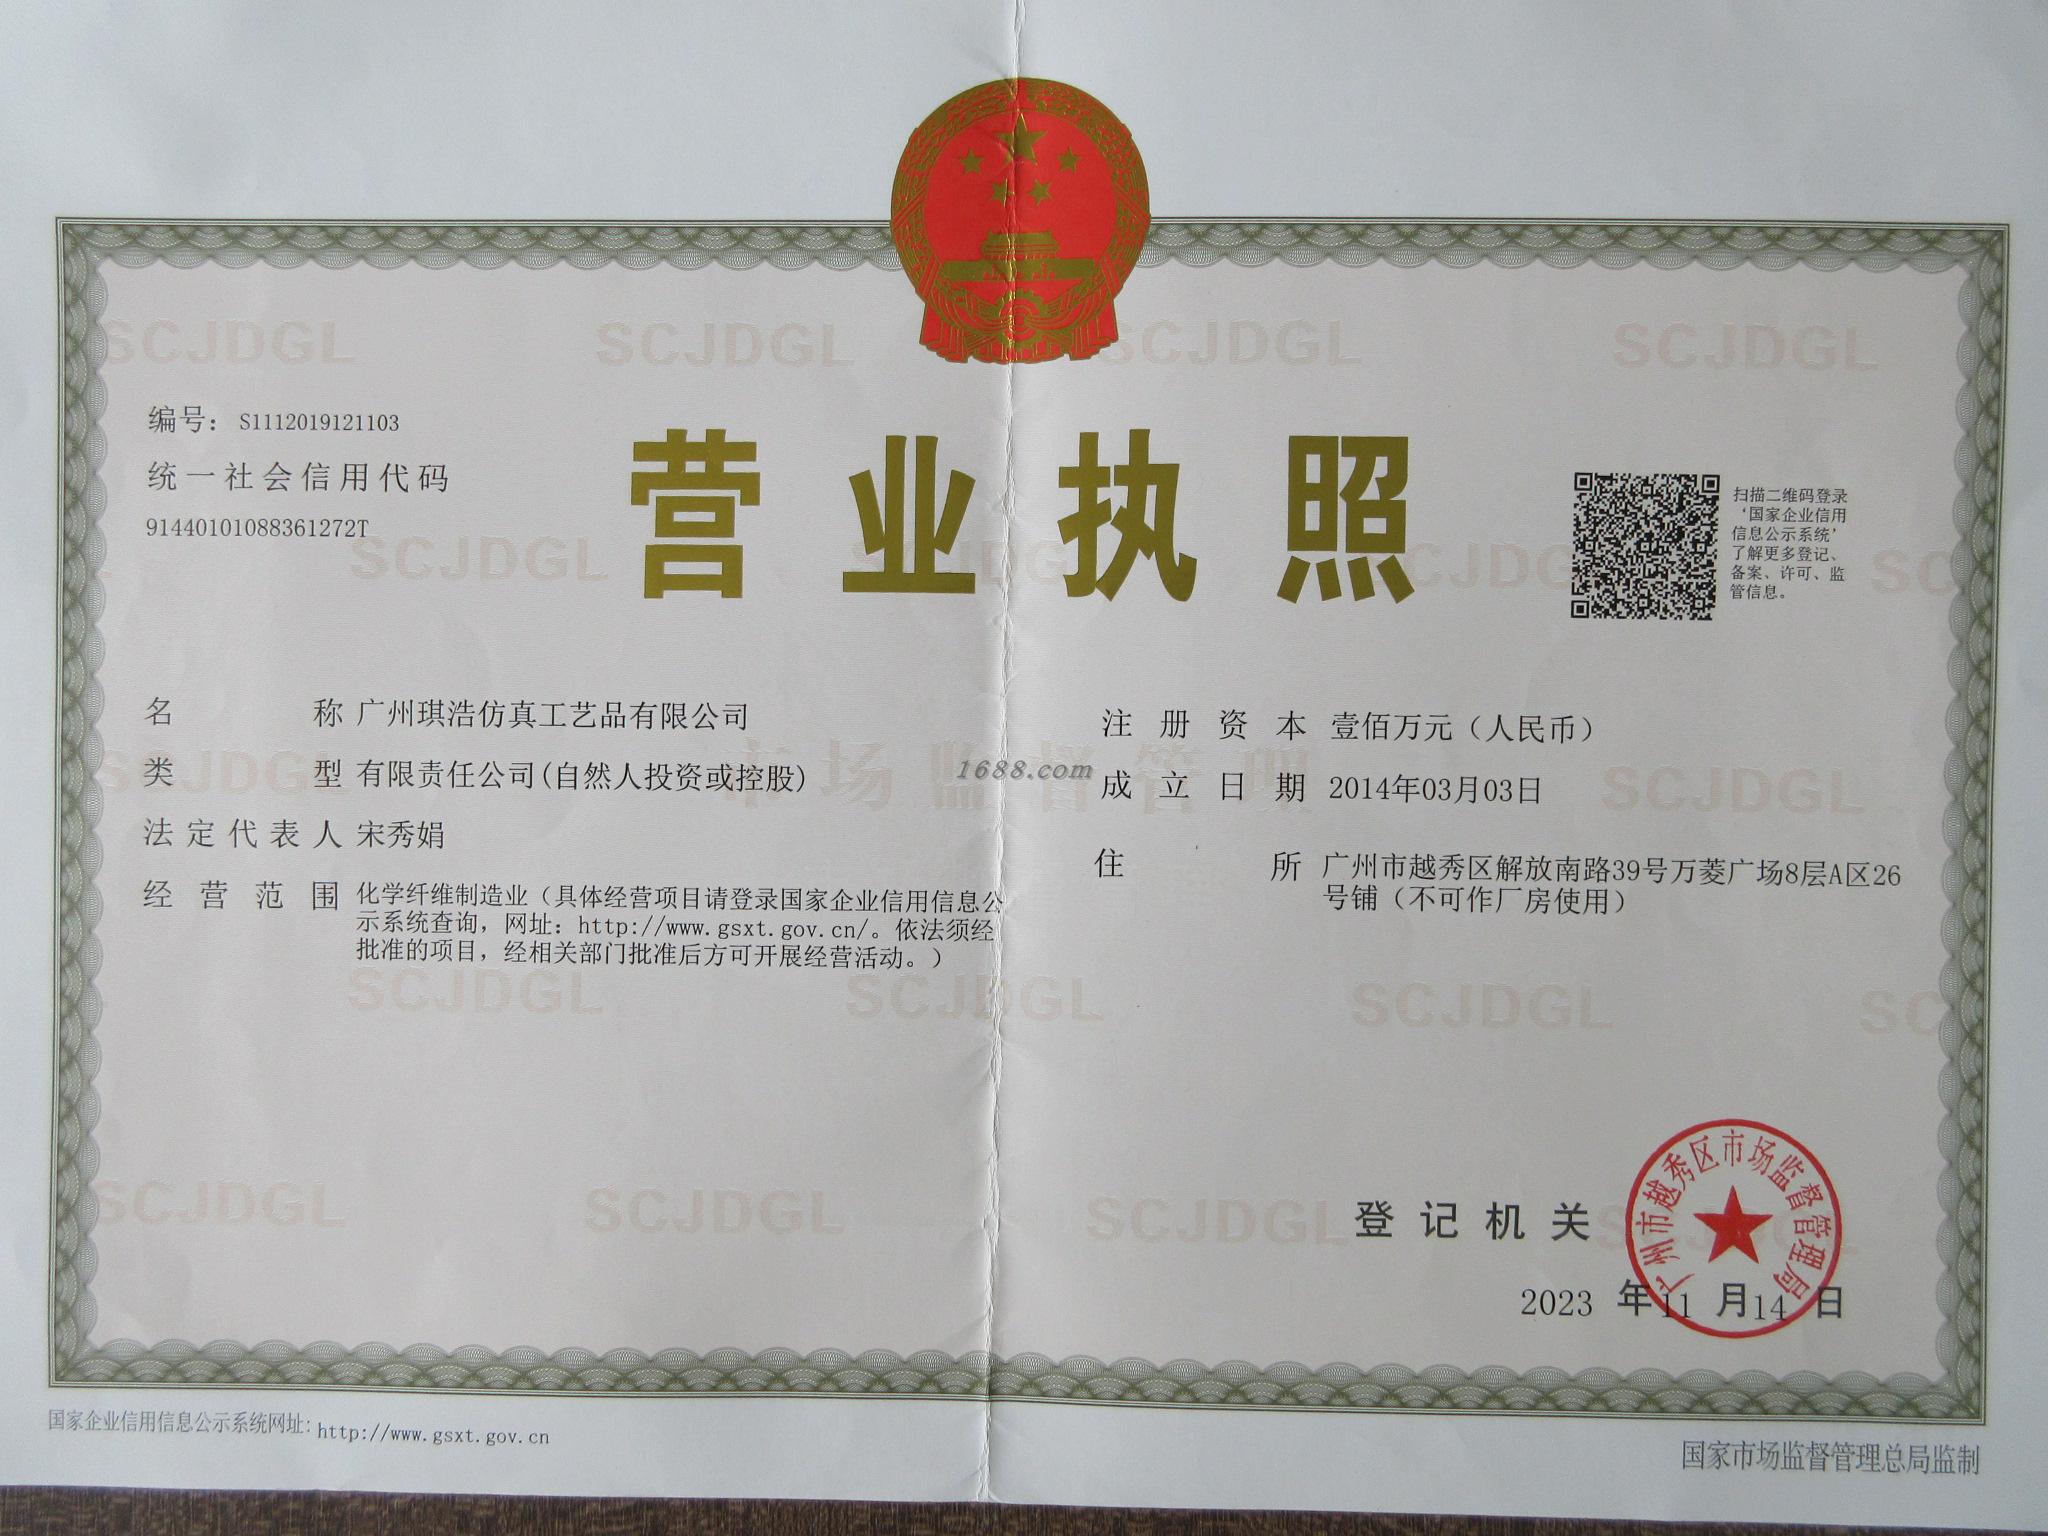 编号： S1112019121103
统一社会信用代码
91440101088361272T
营业执照
扫描二维码登录
‘国家企业信用
信息公示系统’
了解更多登记、
备案、许可、监
管信息。
名称 广州琪浩仿真工艺品有限公司
类型 有限责任公司(自然人投资或控股)
法定代表人 宋秀娟
经营范围 化学纤维制造业（具体经营项目请登录国家企业信用信息公
示系统查询，网址：http://www.gsxt.gov.cn/。依法须经
批准的项目，经相关部门批准后方可开展经营活动。）
注册资本 壹佰万元（人民币）
成立日期 2014年03月03日
住所 广州市越秀区解放南路39号万菱广场8层A区26
号铺（不可作厂房使用）
1688.com
市场监督管理
SCJDGL SCJDGL SCJDGL SCJDGL
登记机关
广州市越秀区市场监督管理局
2023 年11 月14 日
国家企业信用信息公示系统网址：http://www.gsxt.gov.cn
国家市场监督管理总局监制